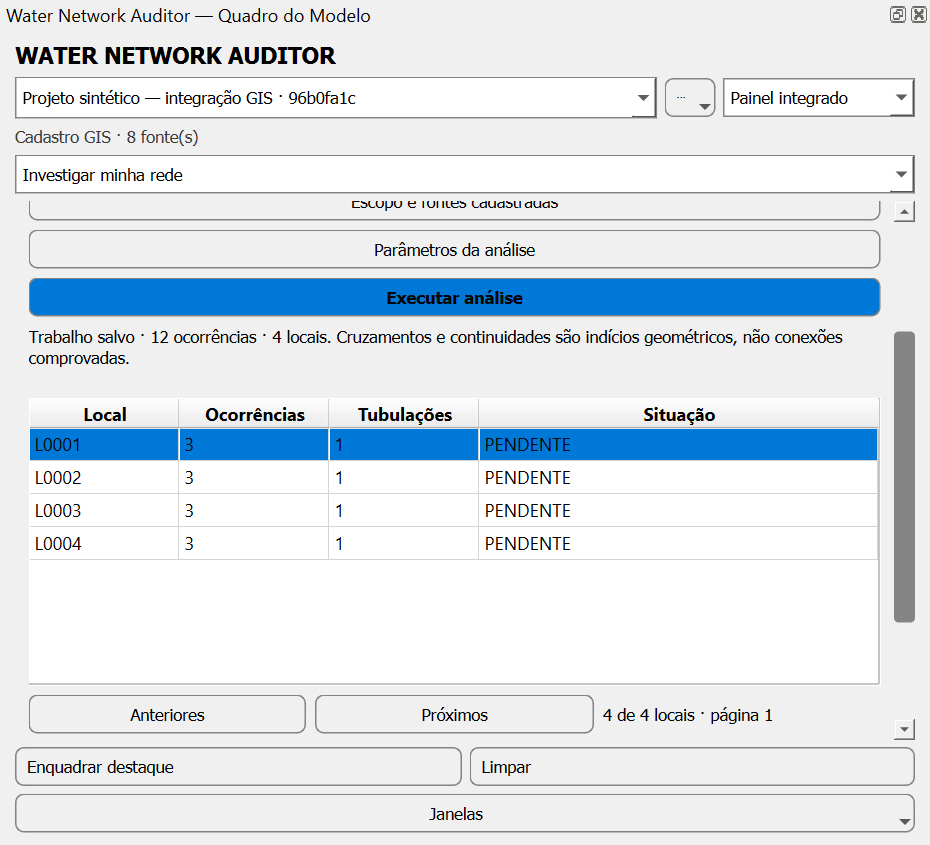 Water Network Auditor — Quadro do Modelo
WATER NETWORK AUDITOR
Projeto sintético — integração GIS · 96b0fa1c
...
Painel integrado
Cadastro GIS · 8 fonte(s)
Investigar minha rede
Escopo e fontes cadastradas
Parâmetros da análise
Executar análise
Trabalho salvo · 12 ocorrências · 4 locais. Cruzamentos e continuidades são indícios geométricos, não conexões
comprovadas.
Local Ocorrências Tubulações Situação
L0001 3 1 PENDENTE
L0002 3 1 PENDENTE
L0003 3 1 PENDENTE
L0004 3 1 PENDENTE
Anteriores Próximos 4 de 4 locais · página 1
Enquadrar destaque Limpar
Janelas